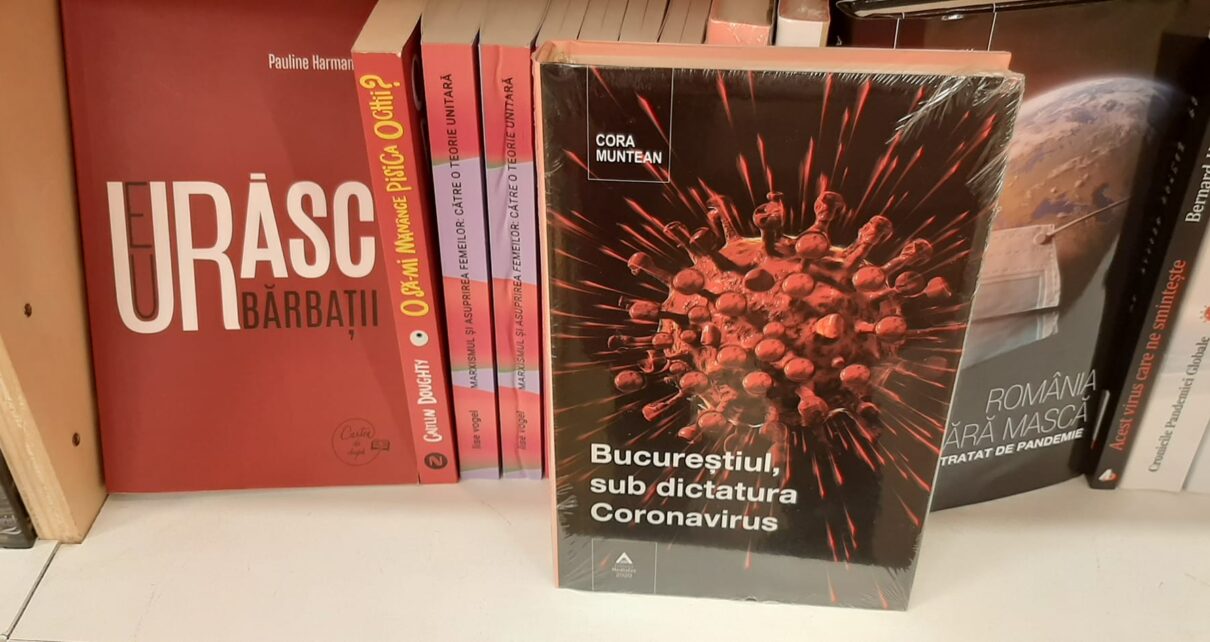 Pauline Harman
EU
URĂSC
BĂRBAȚII
O SĂ-MI MĂNÂNCE PISICA OCHII?
CAITLIN DOUGHTY
MARXISMUL ȘI ASUPRIREA FEMEILOR: CĂTRE O TEORIE UNITARĂ
lise vogel
MARXISMUL ȘI ASUPRIREA FEMEILOR: CĂTRE O TEORIE UNITARĂ
lise vogel
CORA
MUNTEAN
Bucureștiul,
sub dictatura
Coronavirus
2020
ROMÂNIA
ĂRĂ MASCĂ
TRATAT DE PANDEMIE
Acest virus care ne smintește
Bernard
Cronicile Pandemiei Globale